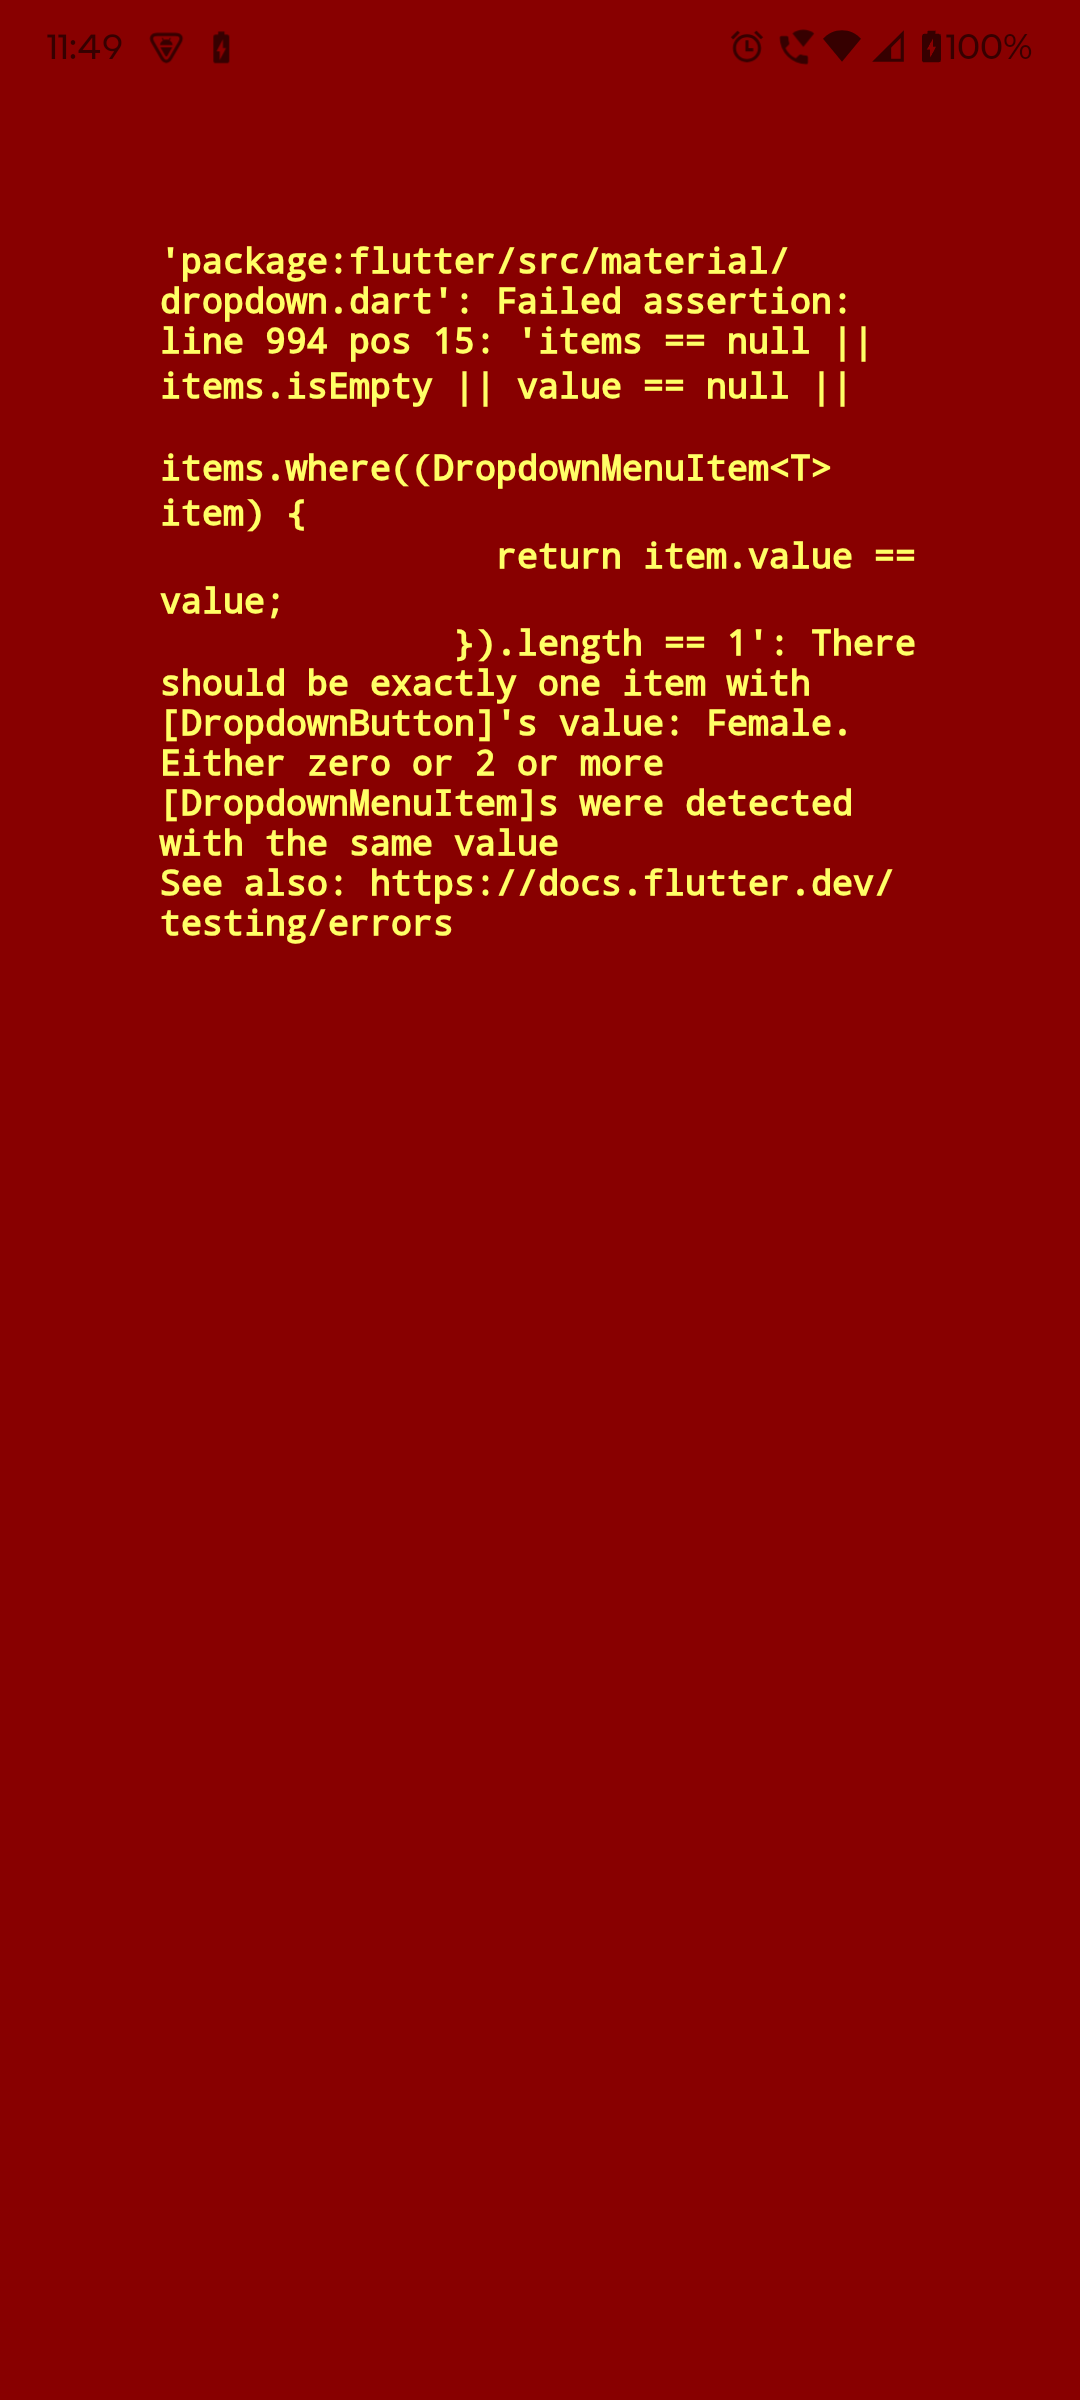 11:49 100%
'package:flutter/src/material/
dropdown.dart': Failed assertion:
line 994 pos 15: 'items == null ||
items.isEmpty || value == null ||
items.where((DropdownMenuItem<T>
item) {
return item.value ==
value;
}).length == 1': There
should be exactly one item with
[DropdownButton]'s value: Female.
Either zero or 2 or more
[DropdownMenuItem]s were detected
with the same value
See also: https://docs.flutter.dev/
testing/errors